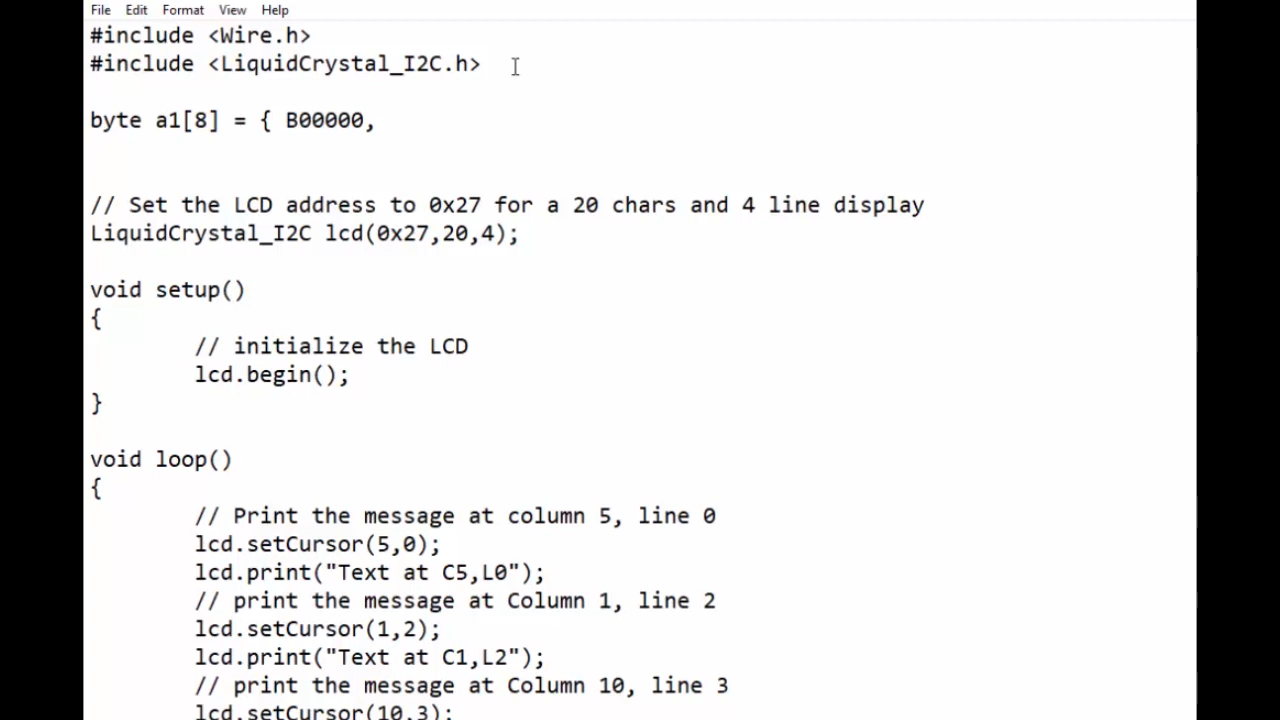 File Edit Format View Help
#include <Wire.h>
#include <LiquidCrystal_I2C.h>
byte a1[8] = { B00000,
// Set the LCD address to 0x27 for a 20 chars and 4 line display
LiquidCrystal_I2C lcd(0x27,20,4);
void setup()
{
// initialize the LCD
lcd.begin();
}
void loop()
{
// Print the message at column 5, line 0
lcd.setCursor(5,0);
lcd.print("Text at C5,L0");
// print the message at Column 1, line 2
lcd.setCursor(1,2);
lcd.print("Text at C1,L2");
// print the message at Column 10, line 3
lcd.setCursor(10,3);